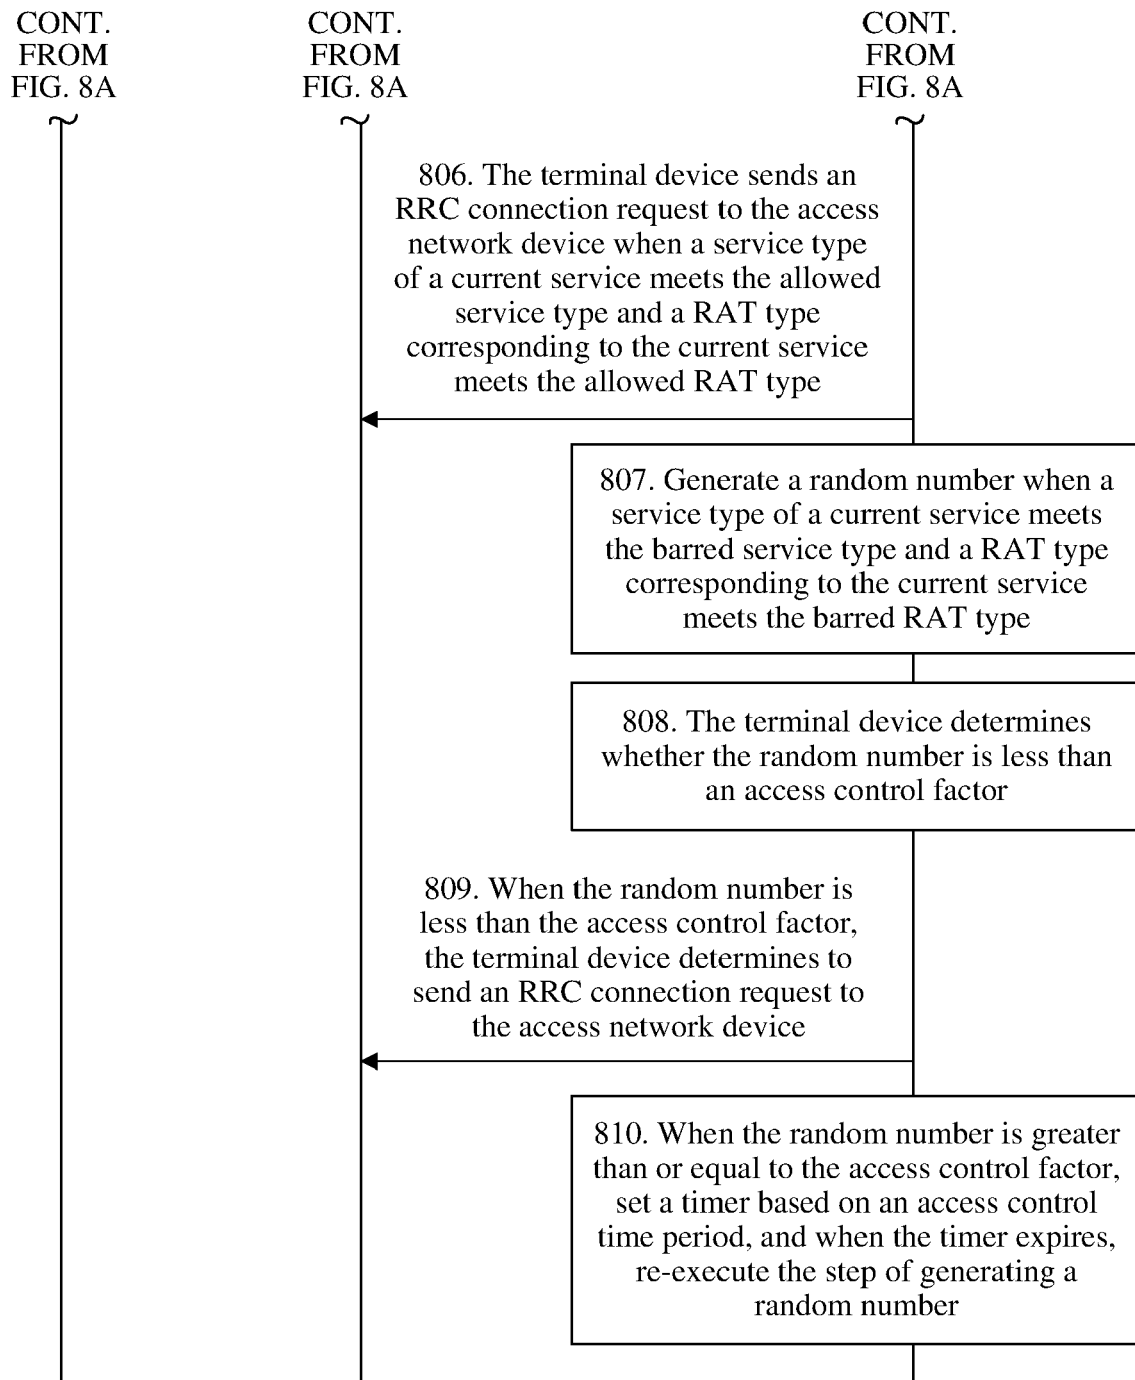 CONT.
FROM
FIG. 8A
CONT.
FROM
FIG. 8A
CONT.
FROM
FIG. 8A
806. The terminal device sends an
RRC connection request to the access
network device when a service type
of a current service meets the allowed
service type and a RAT type
corresponding to the current service
meets the allowed RAT type
807. Generate a random number when a
service type of a current service meets
the barred service type and a RAT type
corresponding to the current service
meets the barred RAT type
808. The terminal device determines
whether the random number is less than
an access control factor
809. When the random number is
less than the access control factor,
the terminal device determines to
send an RRC connection request to
the access network device
810. When the random number is greater
than or equal to the access control factor,
set a timer based on an access control
time period, and when the timer expires,
re-execute the step of generating a
random number